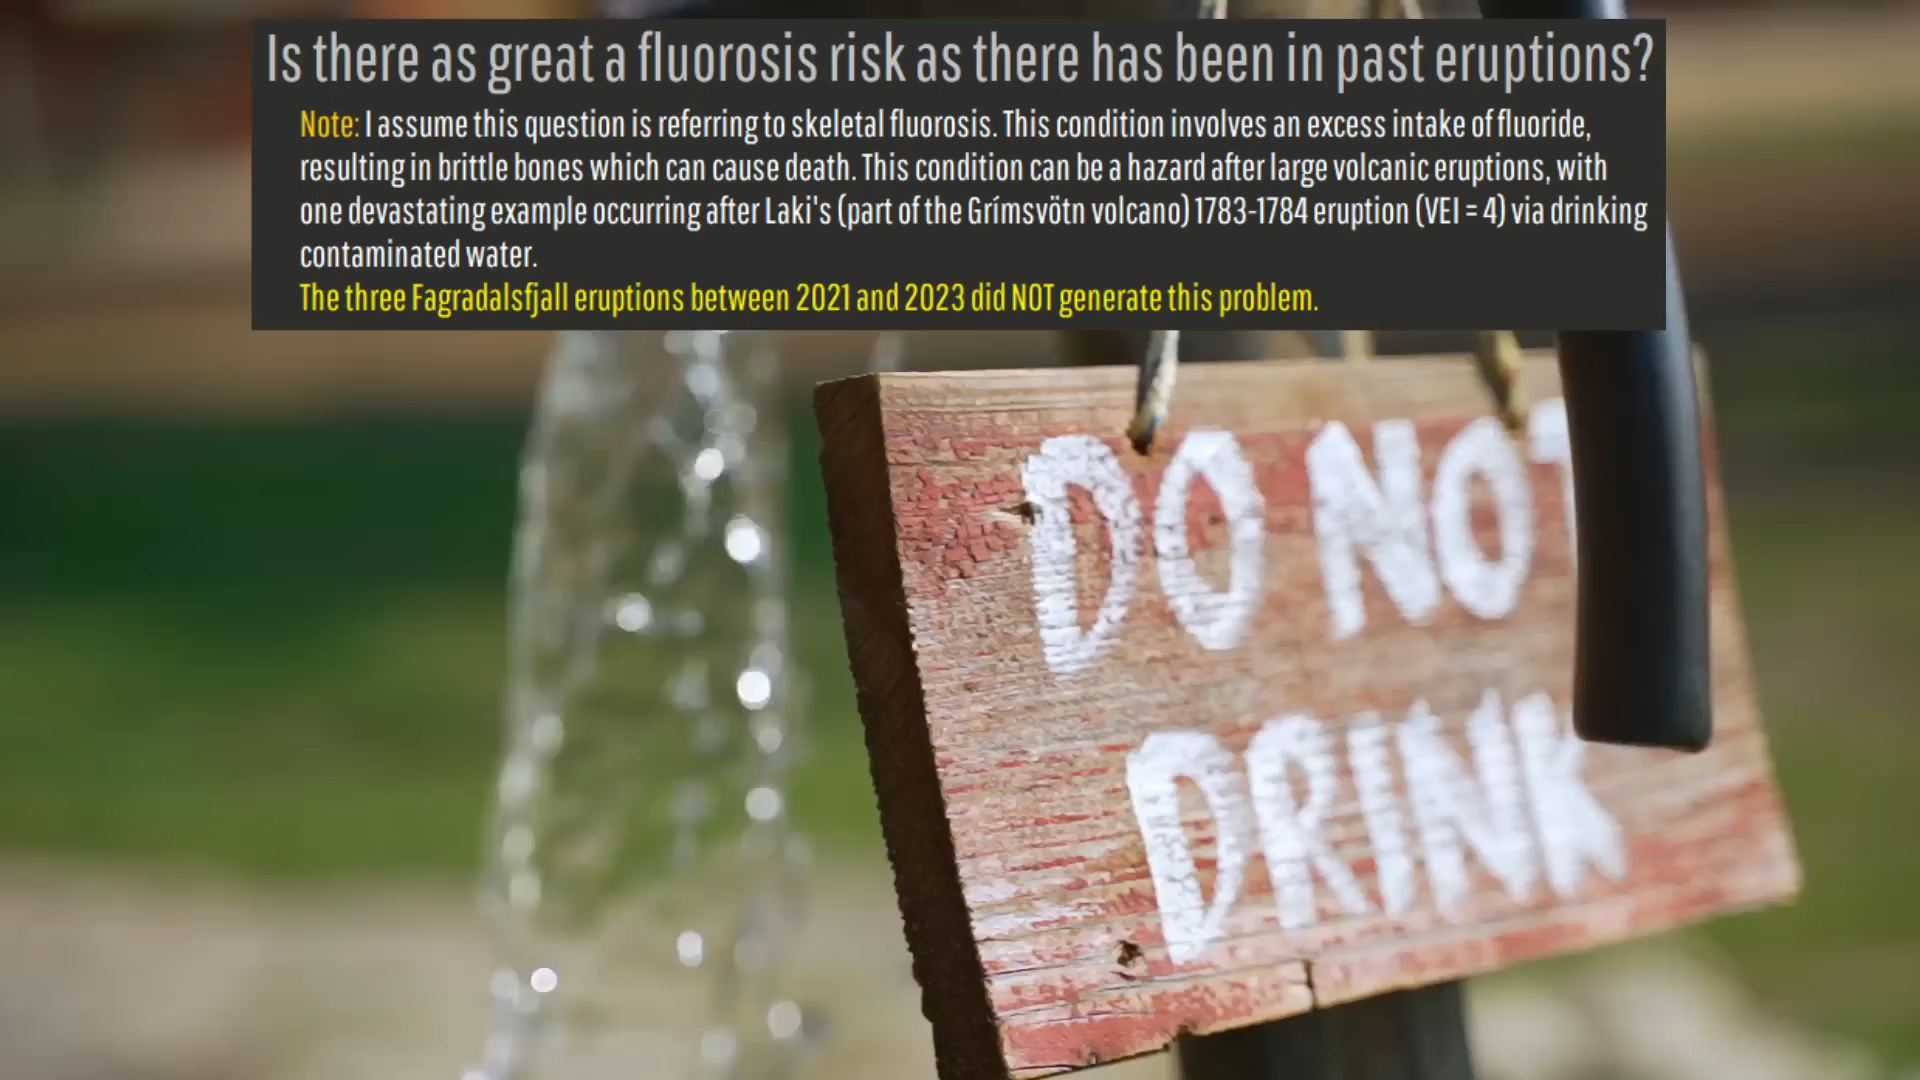 Is there as great a fluorosis risk as there has been in past eruptions?
Note: I assume this question is referring to skeletal fluorosis. This condition involves an excess intake of fluoride,
resulting in brittle bones which can cause death. This condition can be a hazard after large volcanic eruptions, with
one devastating example occurring after Laki's (part of the Grímsvötn volcano) 1783-1784 eruption (VEI = 4) via drinking
contaminated water.
The three Fagradalsfjall eruptions between 2021 and 2023 did NOT generate this problem.
DO NOT
DRINK